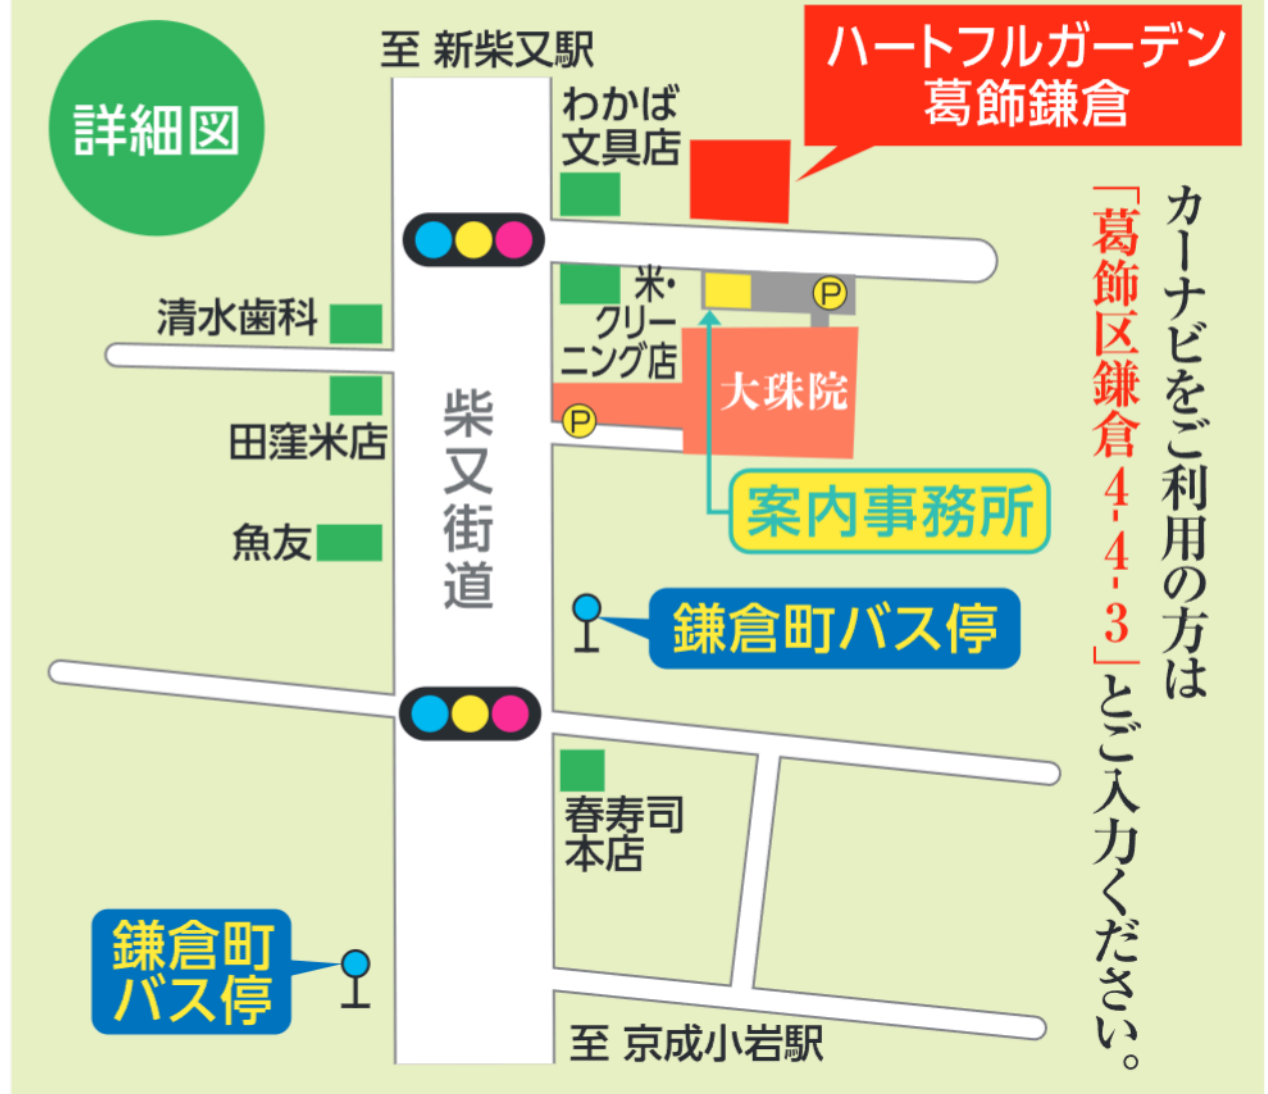 詳細図
至 新柴又駅
わかば
文具店
ハートフルガーデン
葛飾鎌倉
カーナビをご利用の方は
「葛飾区鎌倉4-4-3」とご入力ください。
米・
クリー
ニング店
P
清水歯科
大珠院
P
田窪米店
柴又街道
案内事務所
魚友
鎌倉町バス停
春寿司
本店
鎌倉町
バス停
至 京成小岩駅